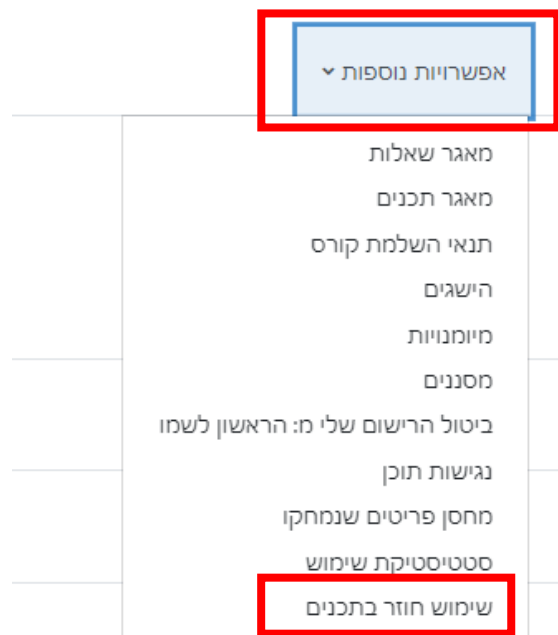 אפשרויות נוספות
מאגר שאלות
מאגר תכנים
תנאי השלמת קורס
הישגים
מיומנויות
מסננים
ביטול הרישום שלי מ: הראשון לשמו
נגישות תוכן
מחסן פריטים שנמחקו
סטטיסטיקת שימוש
שימוש חוזר בתכנים